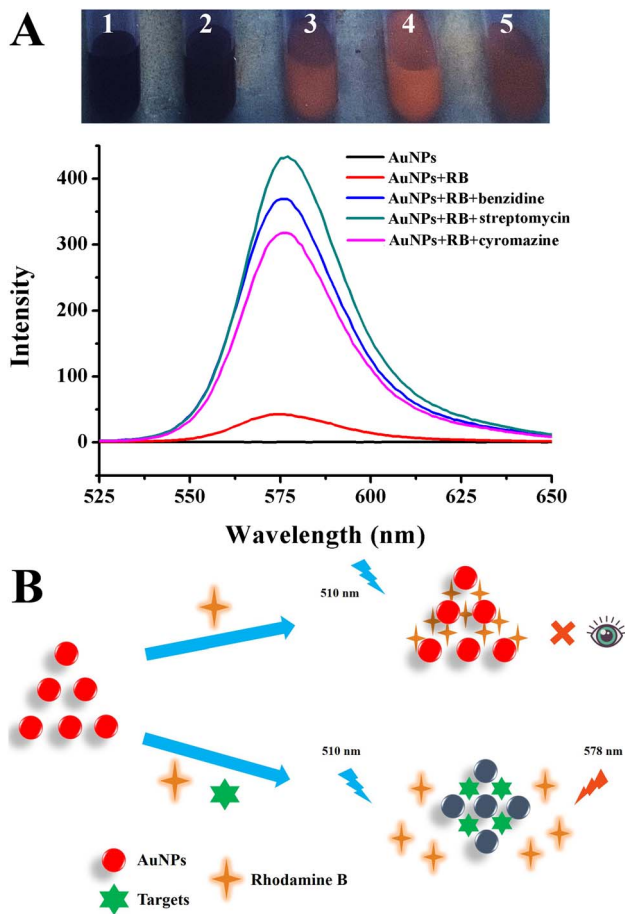 A
1 2 3 4 5
AuNPs
AuNPs+RB
AuNPs+RB+benzidine
AuNPs+RB+streptomycin
AuNPs+RB+cyromazine
400
300
200
100
0
Intensity
525 550 575 600 625 650
Wavelength (nm)
B
510 nm
510 nm
578 nm
AuNPs
Rhodamine B
Targets